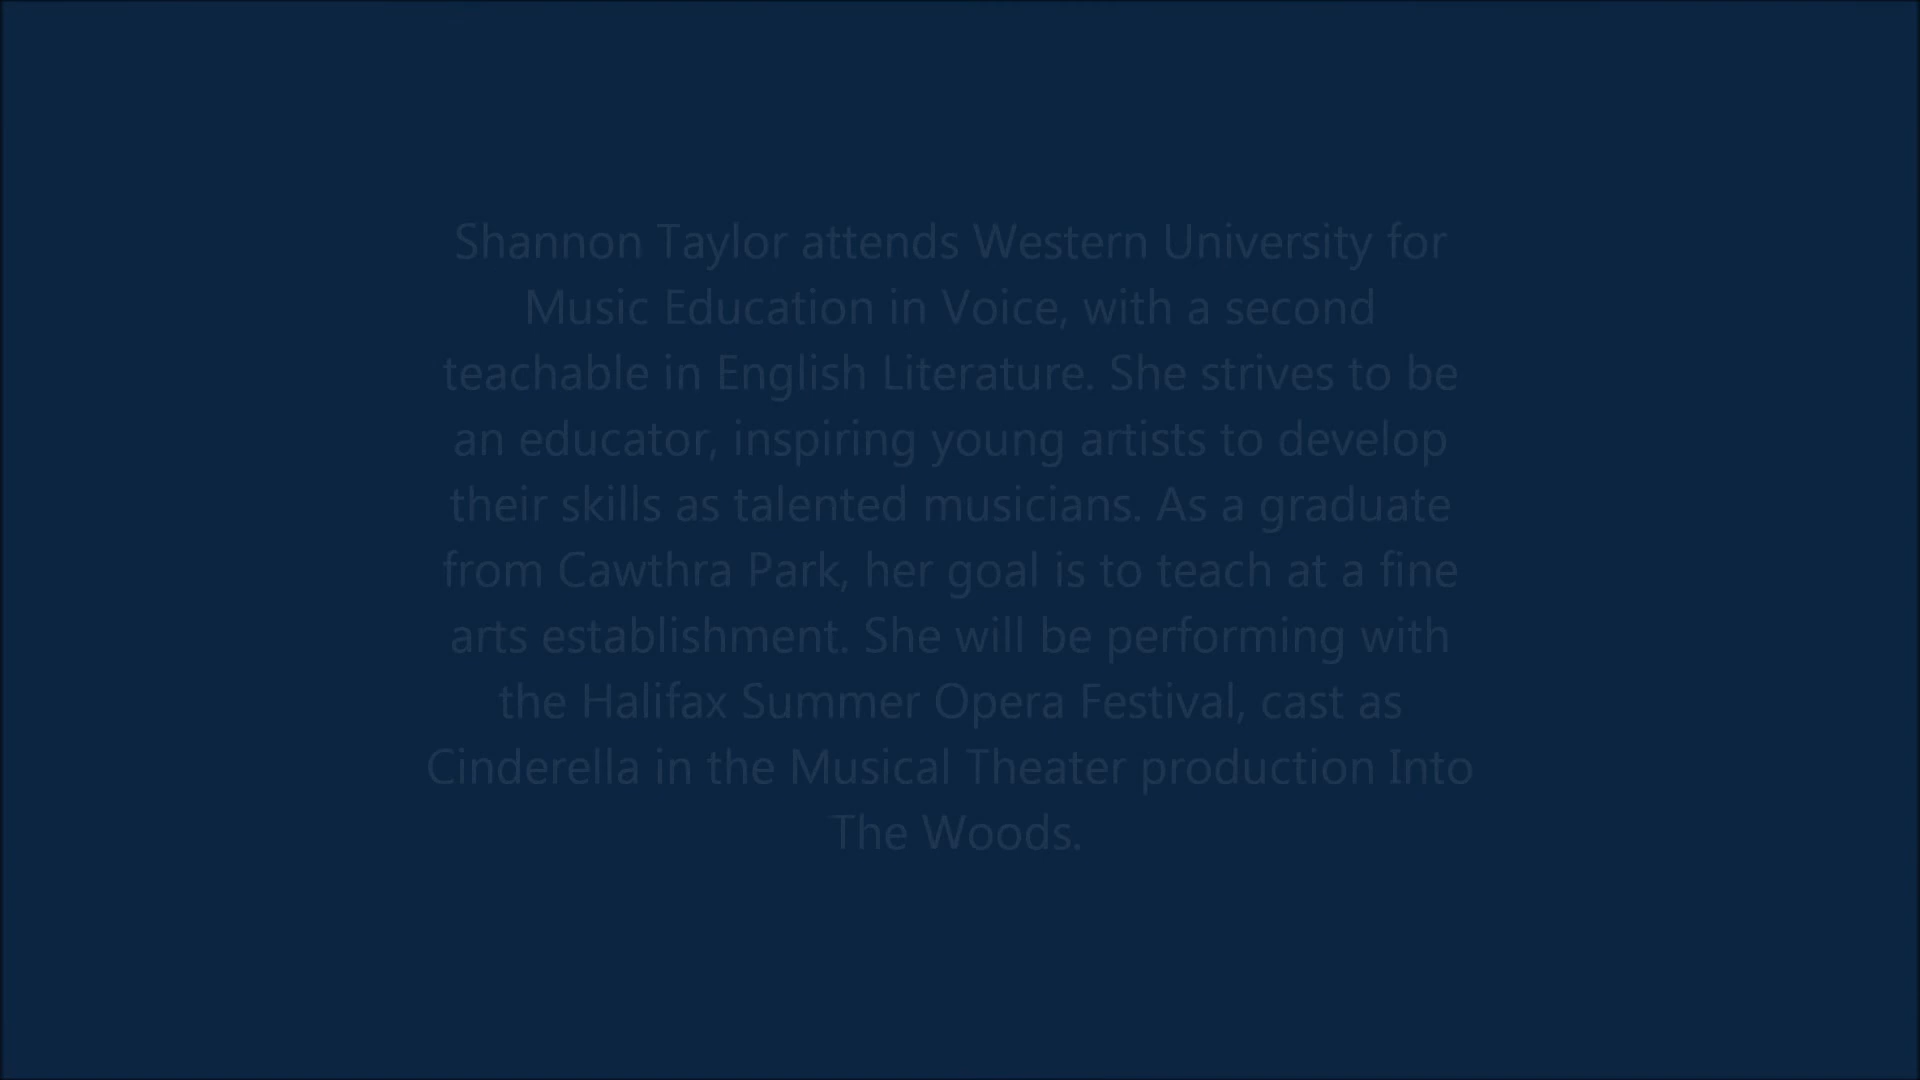 Shannon Taylor attends Western University for
Music Education in Voice, with a second
teachable in English Literature. She strives to be
an educator, inspiring young artists to develop
their skills as talented musicians. As a graduate
from Cawthra Park, her goal is to teach at a fine
arts establishment. She will be performing with
the Halifax Summer Opera Festival, cast as
Cinderella in the Musical Theater production Into
The Woods.